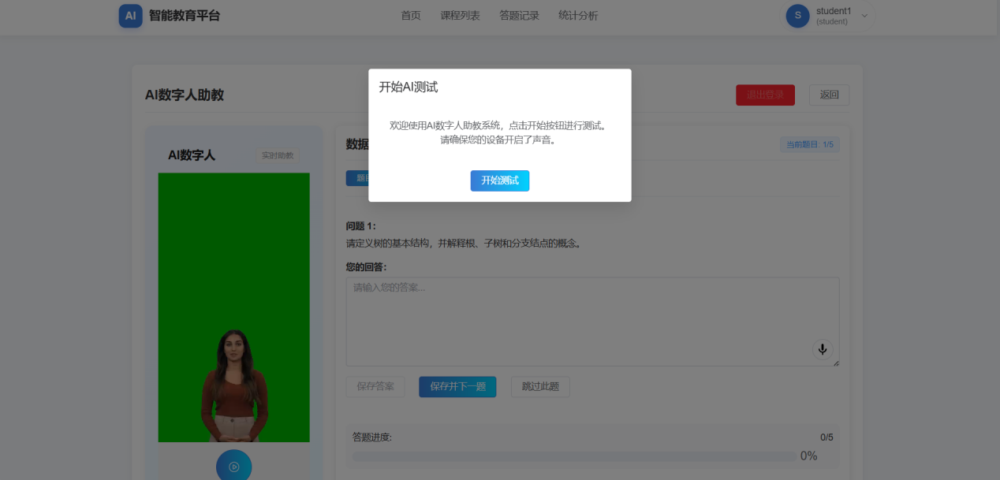 AI 智能教育平台
首页 课程列表 答题记录 统计分析
S student1
(student)
AI数字人助教
退出登录 返回
开始AI测试
欢迎使用AI数字人助教系统，点击开始按钮进行测试。
请确保您的设备开启了声音。
开始测试
AI数字人 实时助教
数据
当前题目: 1/5
问题 1：
请定义树的基本结构，并解释根、子树和分支结点的概念。
您的回答：
请输入您的答案...
保存答案 保存并下一题 跳过此题
答题进度: 0/5
0%